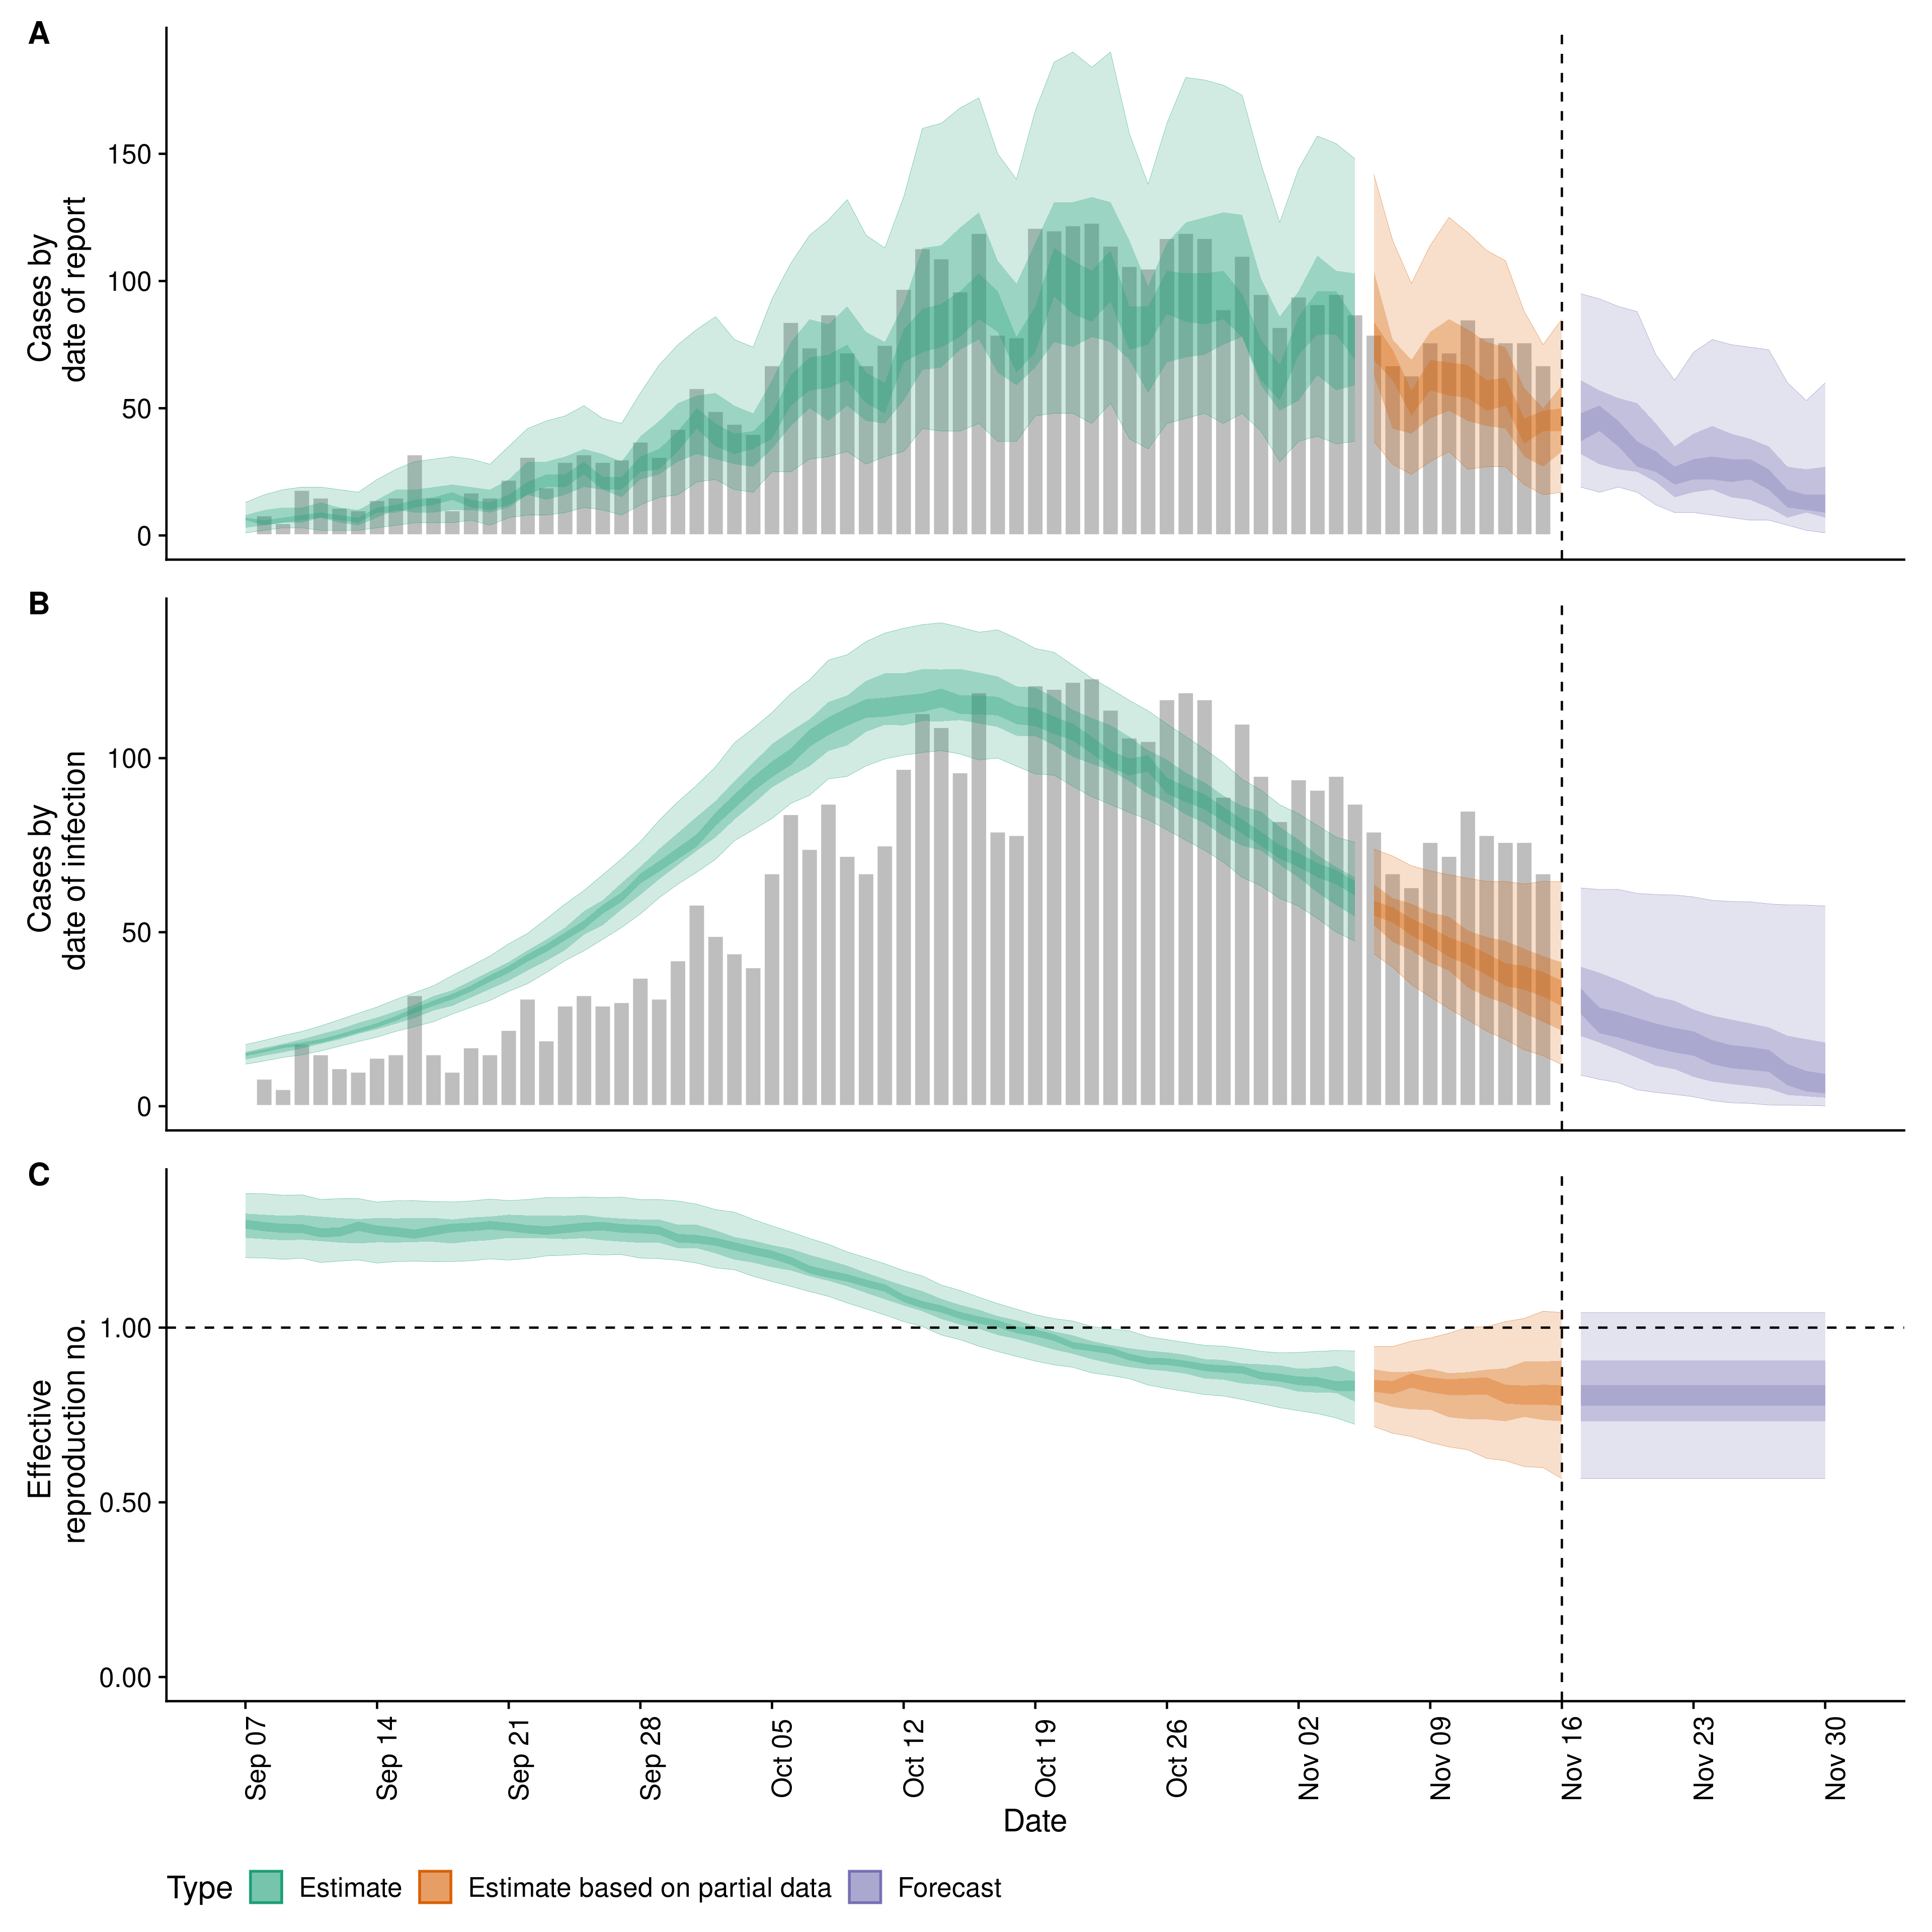 A
Cases by
date of report
150
100
50
0
B
Cases by
date of infection
100
50
0
C
Effective
reproduction no.
1.00
0.50
0.00
Sep 07
Sep 14
Sep 21
Sep 28
Oct 05
Oct 12
Oct 19
Oct 26
Nov 02
Nov 09
Nov 16
Nov 23
Nov 30
Date
Type Estimate Estimate based on partial data Forecast